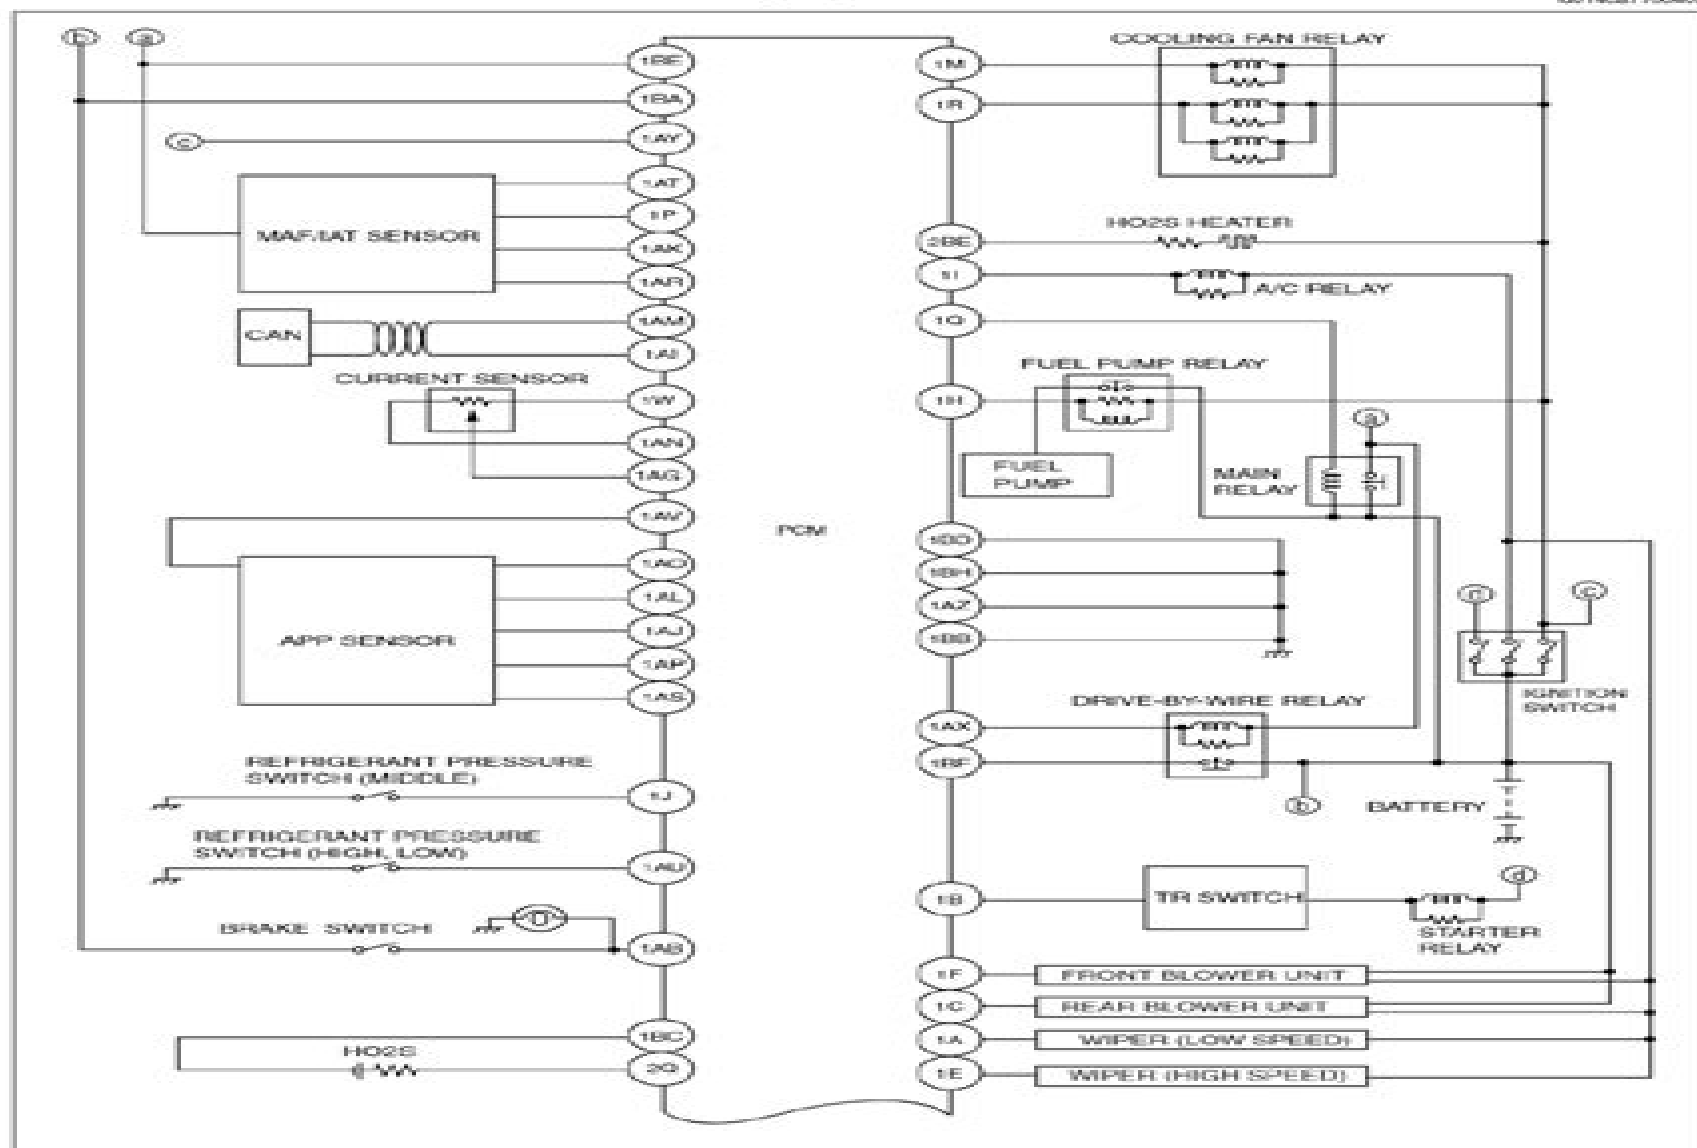 b
a
1BE
1BA
1AY
c
1AT
1P
1AK
1AR
MAF/IAT SENSOR
CAN
1AM
1AI
CURRENT SENSOR
1W
1AN
1AG
1AV
1AO
1AL
1AJ
1AP
1AS
APP SENSOR
REFRIGERANT PRESSURE
SWITCH (MIDDLE)
1J
REFRIGERANT PRESSURE
SWITCH (HIGH, LOW)
1AU
BRAKE SWITCH
1AB
1BC
HO2S
PCM
COOLING FAN RELAY
1M
1R
HO2S HEATER
2BE
1I
A/C RELAY
1Q
FUEL PUMP RELAY
1H
a
FUEL
PUMP
MAIN
RELAY
1BD
1BH
1AZ
1BB
c
IGNITION
SWITCH
DRIVE-BY-WIRE RELAY
1AX
1BF
b
BATTERY
d
1B
TR SWITCH
STARTER
RELAY
1F
FRONT BLOWER UNIT
1C
REAR BLOWER UNIT
1A
WIPER (LOW SPEED)
1E
WIPER (HIGH SPEED)